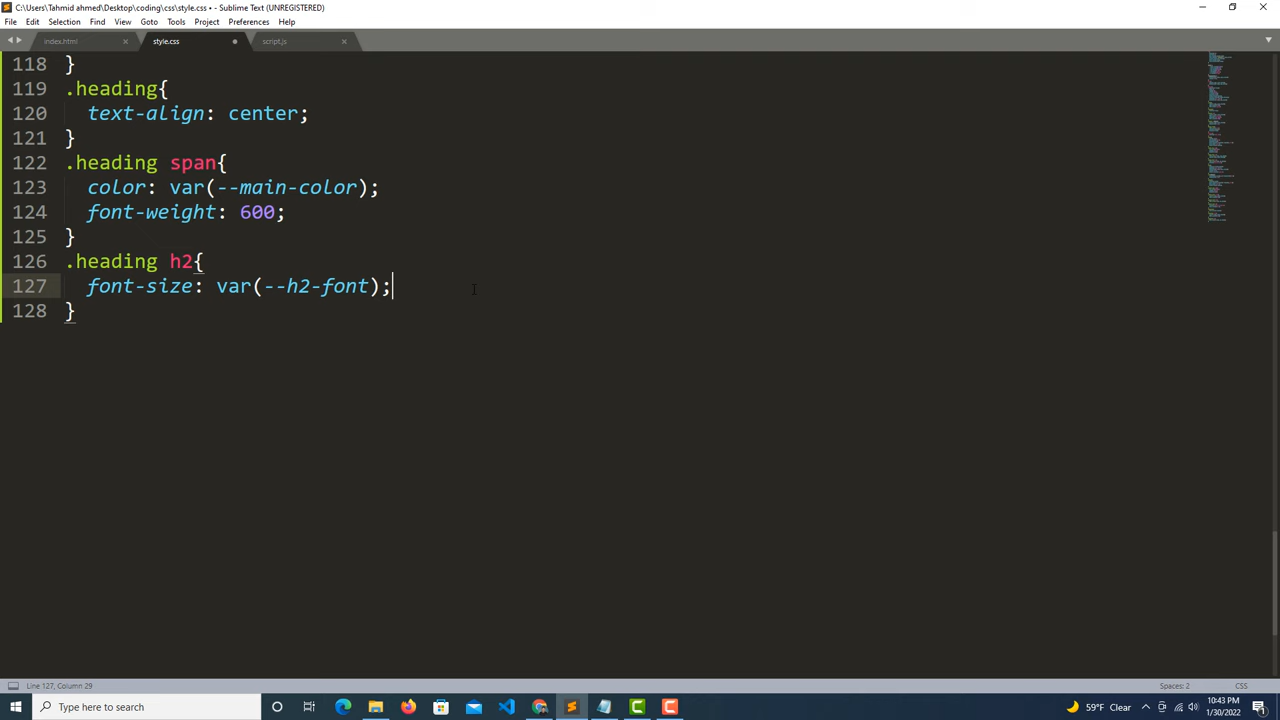 C:\Users\Tahmid ahmed\Desktop\coding\css\style.css • - Sublime Text (UNREGISTERED)
File Edit Selection Find View Goto Tools Project Preferences Help
index.html style.css script.js
118 }
119 .heading{
120 text-align: center;
121 }
122 .heading span{
123 color: var(--main-color);
124 font-weight: 600;
125 }
126 .heading h2{
127 font-size: var(--h2-font);
128 }
Line 127, Column 29 Spaces: 2 CSS
Type here to search 59°F Clear 10:43 PM
1/30/2022